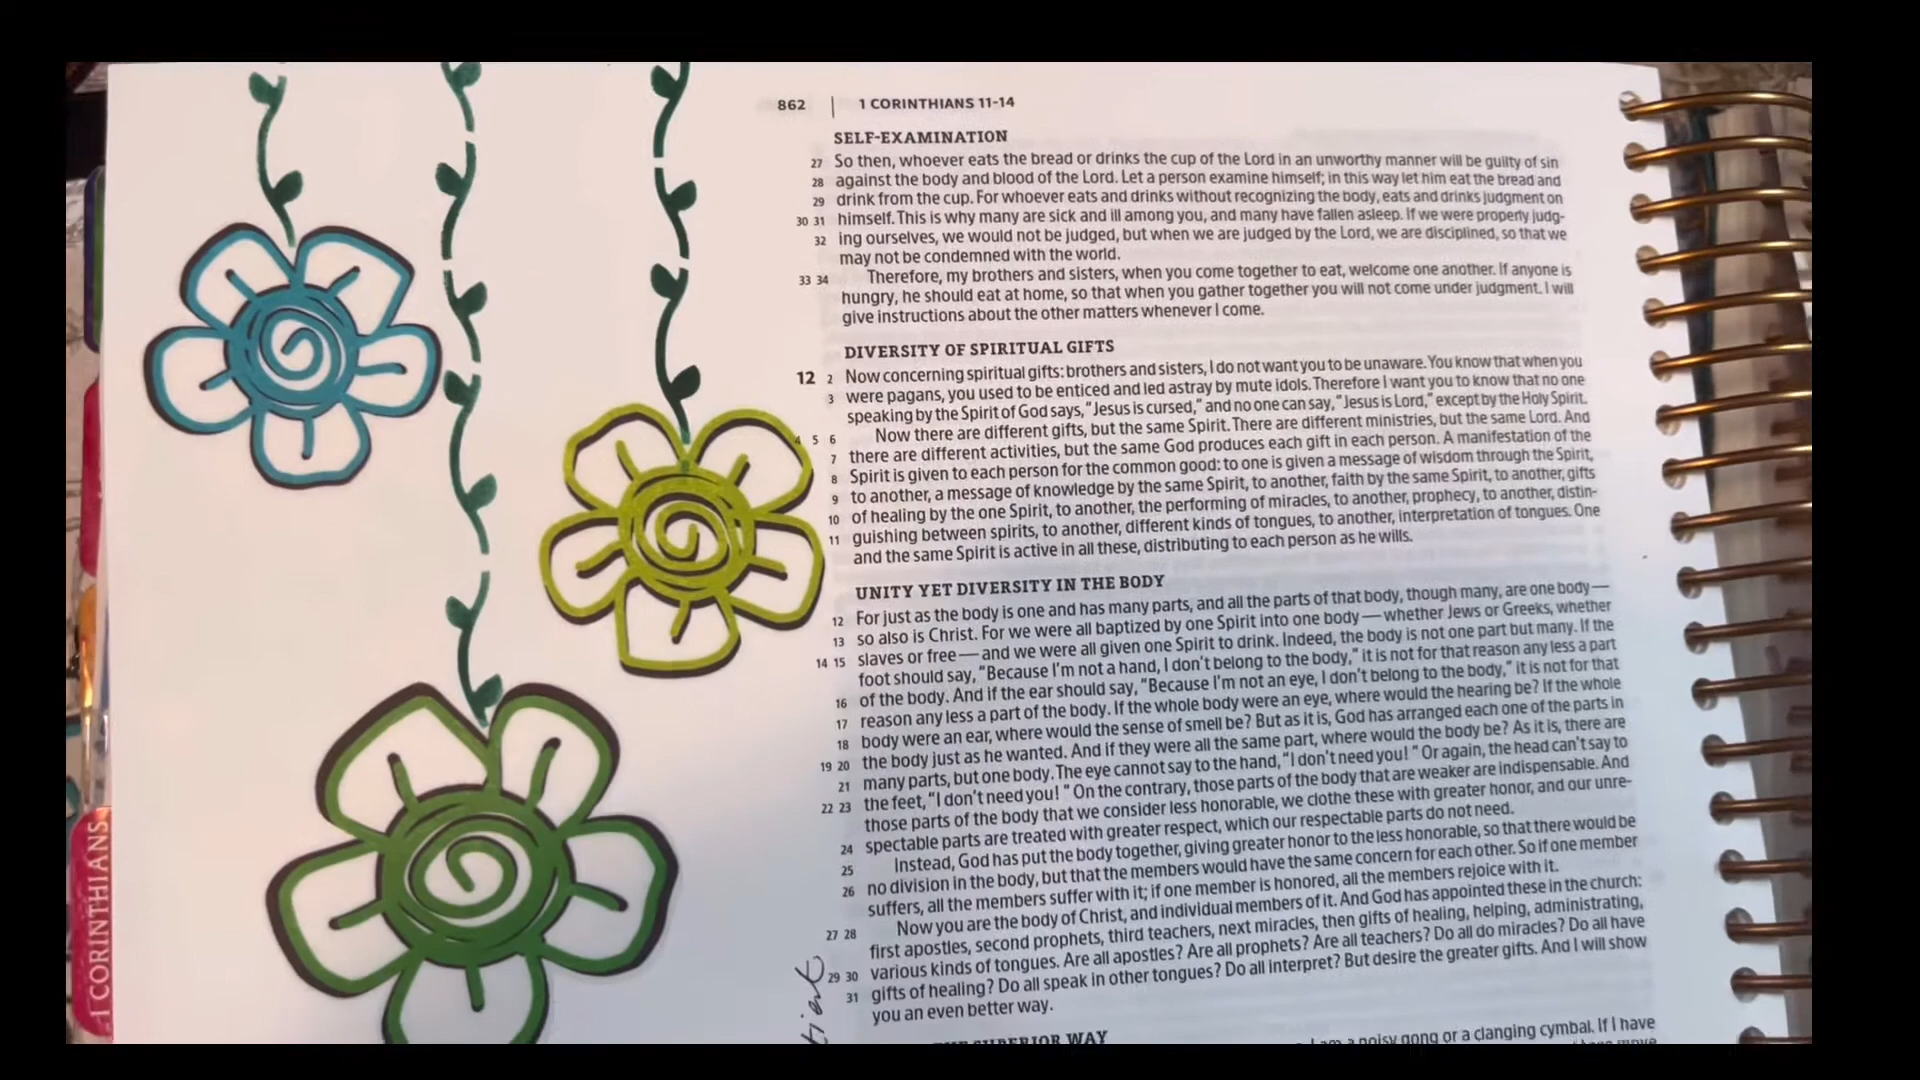 862 | 1 CORINTHIANS 11-14
SELF-EXAMINATION
27 So then, whoever eats the bread or drinks the cup of the Lord in an unworthy manner will be guilty of sin
28 against the body and blood of the Lord. Let a person examine himself; in this way let him eat the bread and
29 drink from the cup. For whoever eats and drinks without recognizing the body, eats and drinks judgment on
30 31 himself. This is why many are sick and ill among you, and many have fallen asleep. If we were properly judg-
32 ing ourselves, we would not be judged, but when we are judged by the Lord, we are disciplined, so that we
may not be condemned with the world.
33 34 Therefore, my brothers and sisters, when you come together to eat, welcome one another. If anyone is
hungry, he should eat at home, so that when you gather together you will not come under judgment. I will
give instructions about the other matters whenever I come.
DIVERSITY OF SPIRITUAL GIFTS
12 2 Now concerning spiritual gifts: brothers and sisters, I do not want you to be unaware. You know that when you
3 were pagans, you used to be enticed and led astray by mute idols. Therefore I want you to know that no one
speaking by the Spirit of God says, "Jesus is cursed," and no one can say, "Jesus is Lord," except by the Holy Spirit.
4 5 6 Now there are different gifts, but the same Spirit. There are different ministries, but the same Lord. And
7 there are different activities, but the same God produces each gift in each person. A manifestation of the
8 Spirit is given to each person for the common good: to one is given a message of wisdom through the Spirit,
9 to another, a message of knowledge by the same Spirit, to another, faith by the same Spirit, to another, gifts
10 of healing by the one Spirit, to another, the performing of miracles, to another, prophecy, to another, distin-
11 guishing between spirits, to another, different kinds of tongues, to another, interpretation of tongues. One
and the same Spirit is active in all these, distributing to each person as he wills.
UNITY YET DIVERSITY IN THE BODY
12 For just as the body is one and has many parts, and all the parts of that body, though many, are one body —
13 so also is Christ. For we were all baptized by one Spirit into one body — whether Jews or Greeks, whether
14 15 slaves or free — and we were all given one Spirit to drink. Indeed, the body is not one part but many. If the
foot should say, "Because I'm not a hand, I don't belong to the body," it is not for that reason any less a part
16 of the body. And if the ear should say, "Because I'm not an eye, I don't belong to the body," it is not for that
17 reason any less a part of the body. If the whole body were an eye, where would the hearing be? If the whole
18 body were an ear, where would the sense of smell be? But as it is, God has arranged each one of the parts in
19 20 the body just as he wanted. And if they were all the same part, where would the body be? As it is, there are
21 many parts, but one body. The eye cannot say to the hand, "I don't need you! " Or again, the head can't say to
22 23 the feet, "I don't need you! " On the contrary, those parts of the body that are weaker are indispensable. And
those parts of the body that we consider less honorable, we clothe these with greater honor, and our unre-
24 spectable parts are treated with greater respect, which our respectable parts do not need.
25 Instead, God has put the body together, giving greater honor to the less honorable, so that there would be
26 no division in the body, but that the members would have the same concern for each other. So if one member
suffers, all the members suffer with it; if one member is honored, all the members rejoice with it.
27 28 Now you are the body of Christ, and individual members of it. And God has appointed these in the church:
first apostles, second prophets, third teachers, next miracles, then gifts of healing, helping, administrating,
29 30 various kinds of tongues. Are all apostles? Are all prophets? Are all teachers? Do all do miracles? Do all have
31 gifts of healing? Do all speak in other tongues? Do all interpret? But desire the greater gifts. And I will show
you an even better way.
SUPERIOR WAY
a noisy gong or a clanging cymbal. If I have
1 CORINTHIANS